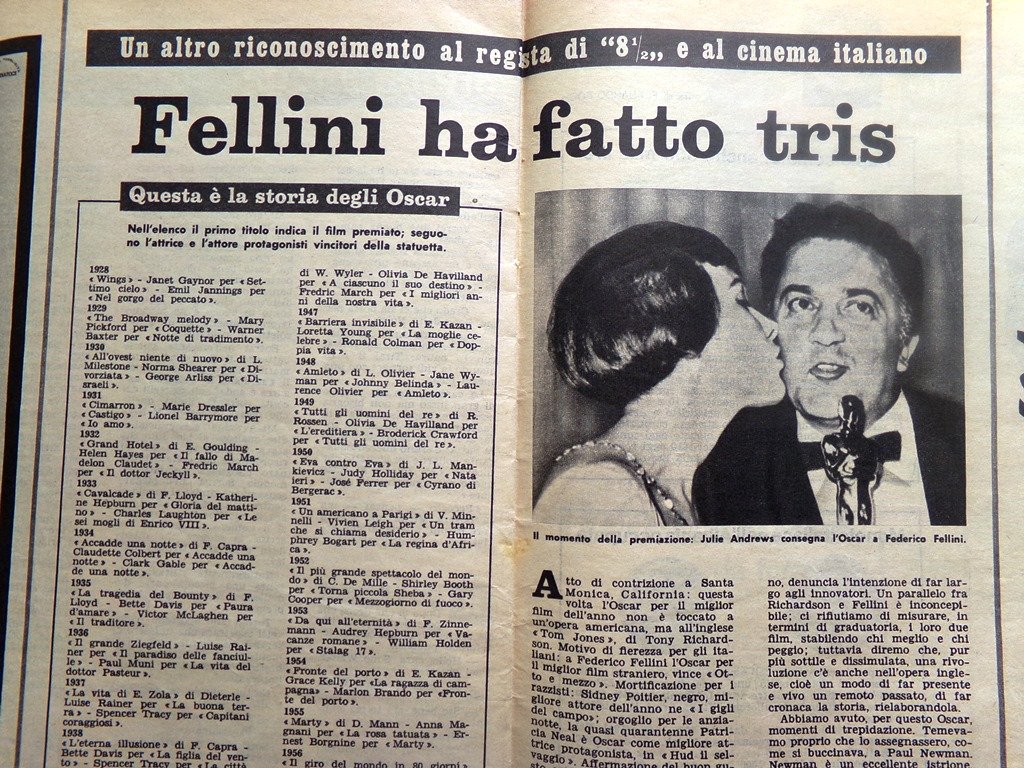 Un altro riconoscimento al regista di "8½,, e al cinema italiano
Fellini ha fatto tris
Questa è la storia degli Oscar
Nell'elenco il primo titolo indica il film premiato; seguo-
no l'attrice e l'attore protagonisti vincitori della statuetta.
1928
« Wings » - Janet Gaynor per « Set-
timo cielo » - Emil Jannings per
« Nel gorgo del peccato ».
1929
« The Broadway melody » - Mary
Pickford per « Coquette » - Warner
Baxter per « Notte di tradimento ».
1930
« All'ovest niente di nuovo » di L.
Milestone - Norma Shearer per « Di-
vorziata » - George Arliss per « Di-
sraeli ».
1931
« Cimarron » - Marie Dressler per
« Castigo » - Lionel Barrymore per
« Io amo ».
1932
« Grand Hotel » di E. Goulding -
Helen Hayes per « Il fallo di Ma-
delon Claudet » - Fredric March
per « Il dottor Jeckyll ».
1933
« Cavalcade » di F. Lloyd - Katheri-
ne Hepburn per « Gloria del matti-
no » - Charles Laughton per « Le
sei mogli di Enrico VIII ».
1934
« Accadde una notte » di F. Capra -
Claudette Colbert per « Accadde una
notte » - Clark Gable per « Accad-
de una notte ».
1935
« La tragedia del Bounty » di F.
Lloyd - Bette Davis per « Paura
d'amare » - Victor McLaghen per
« Il traditore ».
1936
« Il grande Ziegfeld » - Luise Rai-
ner per « Il paradiso delle fanciul-
le » - Paul Muni per « La vita del
dottor Pasteur ».
1937
« La vita di E. Zola » di Dieterle -
Luise Rainer per « La buona ter-
ra » - Spencer Tracy per « Capitani
coraggiosi ».
1938
« L'eterna illusione » di F. Capra -
Bette Davis per « La figlia del ven-
to » - Spencer Tracy per « La città
di W. Wyler - Olivia De Havilland
per « A ciascuno il suo destino » -
Fredric March per « I migliori an-
ni della nostra vita ».
1947
« Barriera invisibile » di E. Kazan -
Loretta Young per « La moglie ce-
lebre » - Ronald Colman per « Dop-
pia vita ».
1948
« Amleto » di L. Olivier - Jane Wy-
man per « Johnny Belinda » - Lau-
rence Olivier per « Amleto ».
1949
« Tutti gli uomini del re » di R.
Rossen - Olivia De Havilland per
« L'ereditiera » - Broderick Crawford
per « Tutti gli uomini del re ».
1950
« Eva contro Eva » di J. L. Man-
kievicz - Judy Holliday per « Nata
ieri » - José Ferrer per « Cyrano di
Bergerac ».
1951
« Un americano a Parigi » di V. Min-
nelli - Vivien Leigh per « Un tram
che si chiama desiderio » - Hum-
phrey Bogart per « La regina d'Afri-
ca ».
1952
« Il più grande spettacolo del mon-
do » di C. De Mille - Shirley Booth
per « Torna piccola Sheba » - Gary
Cooper per « Mezzogiorno di fuoco ».
1953
« Da qui all'eternità » di F. Zinne-
mann - Audrey Hepburn per « Va-
canze romane » - William Holden
per « Stalag 17 ».
1954
« Fronte del porto » di E. Kazan -
Grace Kelly per « La ragazza di cam-
pagna » - Marlon Brando per « Fron-
te del porto ».
1955
« Marty » di D. Mann - Anna Ma-
gnani per « La rosa tatuata » - Er-
nest Borgnine per « Marty ».
1956
« Il giro del mondo in 80 giorni »
Il momento della premiazione: Julie Andrews consegna l'Oscar a Federico Fellini.
Atto di contrizione a Santa
Monica, California: questa
volta l'Oscar per il miglior
film dell'anno non è toccato a
un'opera americana, ma all'inglese
« Tom Jones », di Tony Richard-
son. Motivo di fierezza per gli ita-
liani: a Federico Fellini l'Oscar per
il miglior film straniero, vince « Ot-
to e mezzo ». Mortificazione per i
razzisti: Sidney Poitier, negro, mi-
gliore attore dell'anno ne « I gigli
del campo »; orgoglio per le anzia-
notte, la quasi quarantenne Patri-
cia Neal è Oscar come migliore at-
trice protagonista, in « Hud il sel-
vaggio ». Affermazione del buon gu-
no, denuncia l'intenzione di far lar-
go agli innovatori. Un parallelo fra
Richardson e Fellini è inconcepi-
bile; ci rifiutiamo di misurare, in
termini di graduatoria, i loro due
film, stabilendo chi meglio e chi
peggio; tuttavia diremo che, pur
più sottile e dissimulata, una rivo-
luzione c'è anche nell'opera ingle-
se, cioè un modo di far presente
e vivo un remoto passato, di far
cronaca la storia, rielaborandola.
Abbiamo avuto, per questo Oscar,
momenti di trepidazione. Temeva-
mo proprio che lo assegnassero, co-
me si bucinnava, a Paul Newman.
Newman è un eccellente istrione